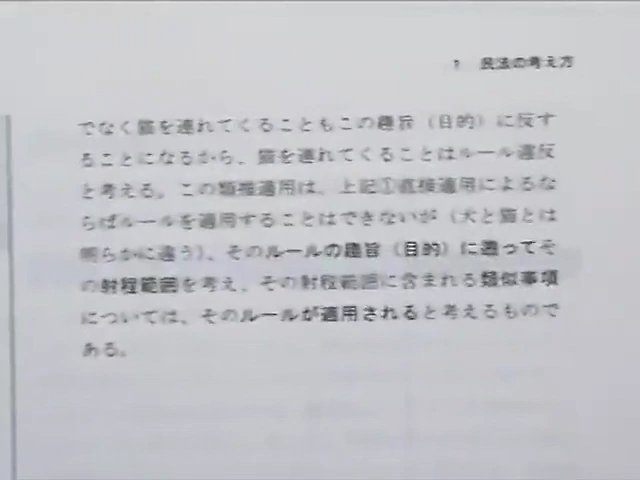 1 民法の考え方
でなく猫を連れてくることもこの趣旨（目的）に反す
ることになるから、猫を連れてくることはルール違反
と考える。この類推適用は、上記①直接適用によるな
らばルールを適用することはできないが（犬と猫とは
明らかに違う）、そのルールの趣旨（目的）に遡ってそ
の射程範囲を考え、その射程範囲に含まれる類似事項
については、そのルールが適用されると考えるもので
ある。